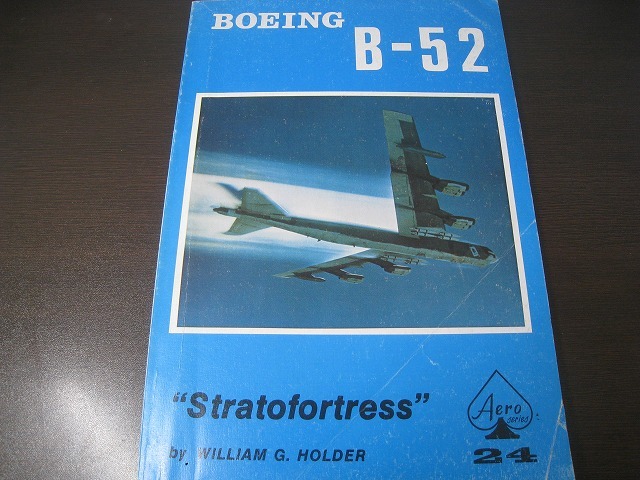 BOEING
B-52
"Stratofortress"
by WILLIAM G. HOLDER
Aero
series
24